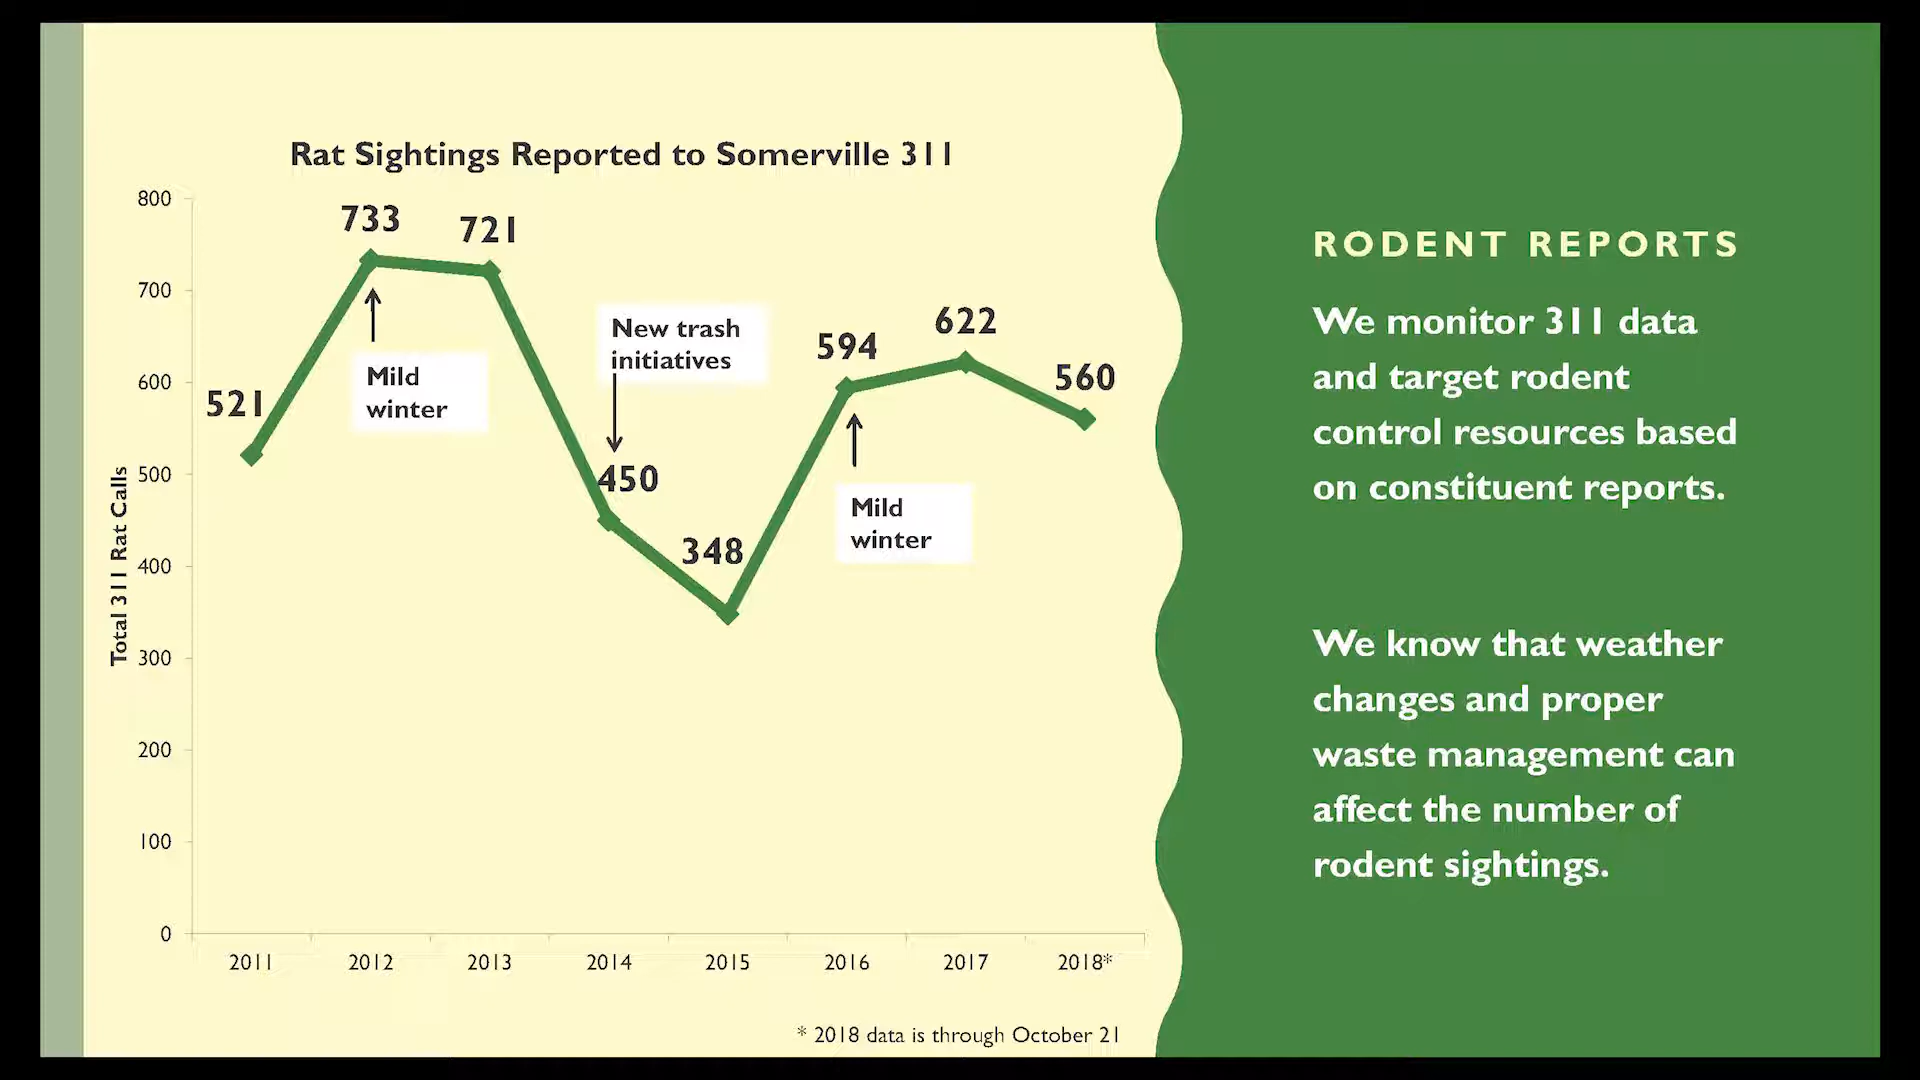 Rat Sightings Reported to Somerville 311
Total 311 Rat Calls
800
700
600
500
400
300
200
100
0
521
733
721
450
348
594
622
560
Mild
winter
New trash
initiatives
Mild
winter
2011
2012
2013
2014
2015
2016
2017
2018*
* 2018 data is through October 21
RODENT REPORTS
We monitor 311 data
and target rodent
control resources based
on constituent reports.
We know that weather
changes and proper
waste management can
affect the number of
rodent sightings.